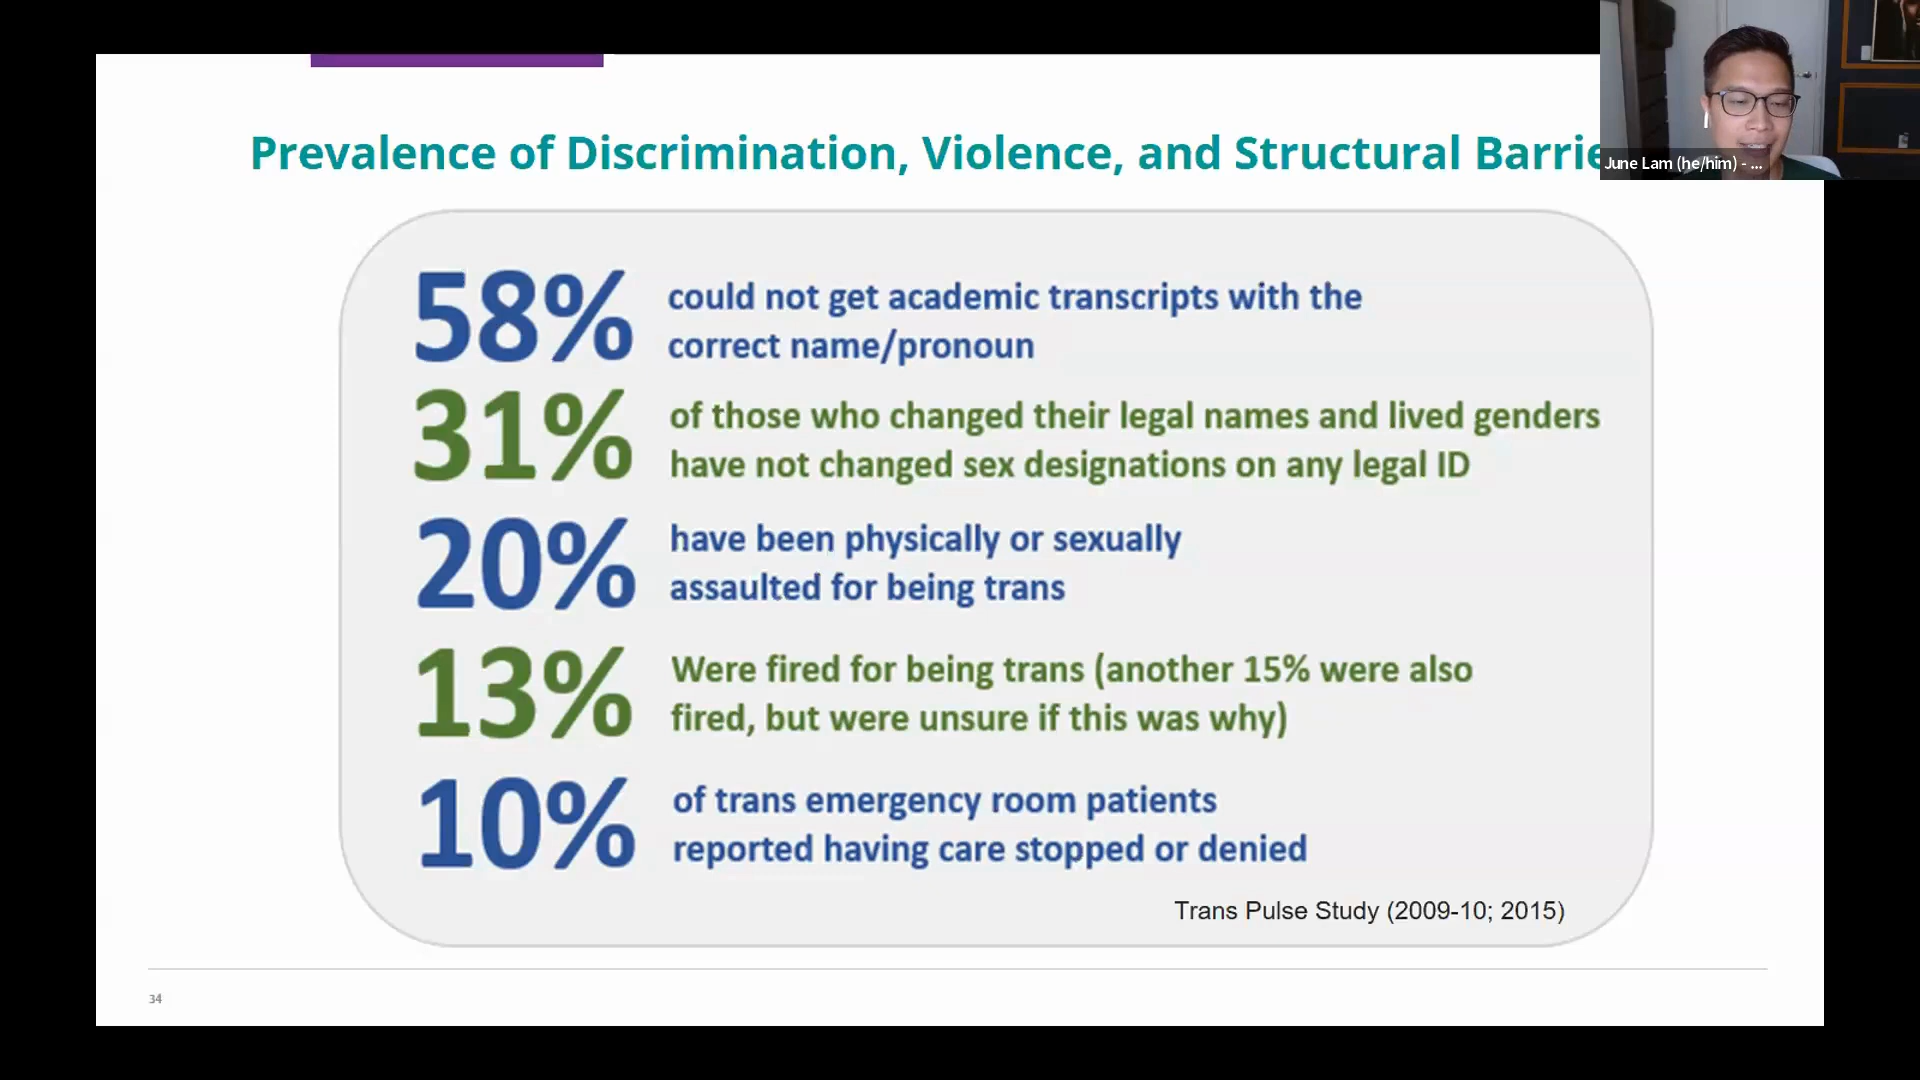 Prevalence of Discrimination, Violence, and Structural
June Lam (he/him) - ...
58%
could not get academic transcripts with the
correct name/pronoun
31%
of those who changed their legal names and lived genders
have not changed sex designations on any legal ID
20%
have been physically or sexually
assaulted for being trans
13%
Were fired for being trans (another 15% were also
fired, but were unsure if this was why)
10%
of trans emergency room patients
reported having care stopped or denied
Trans Pulse Study (2009-10; 2015)
34